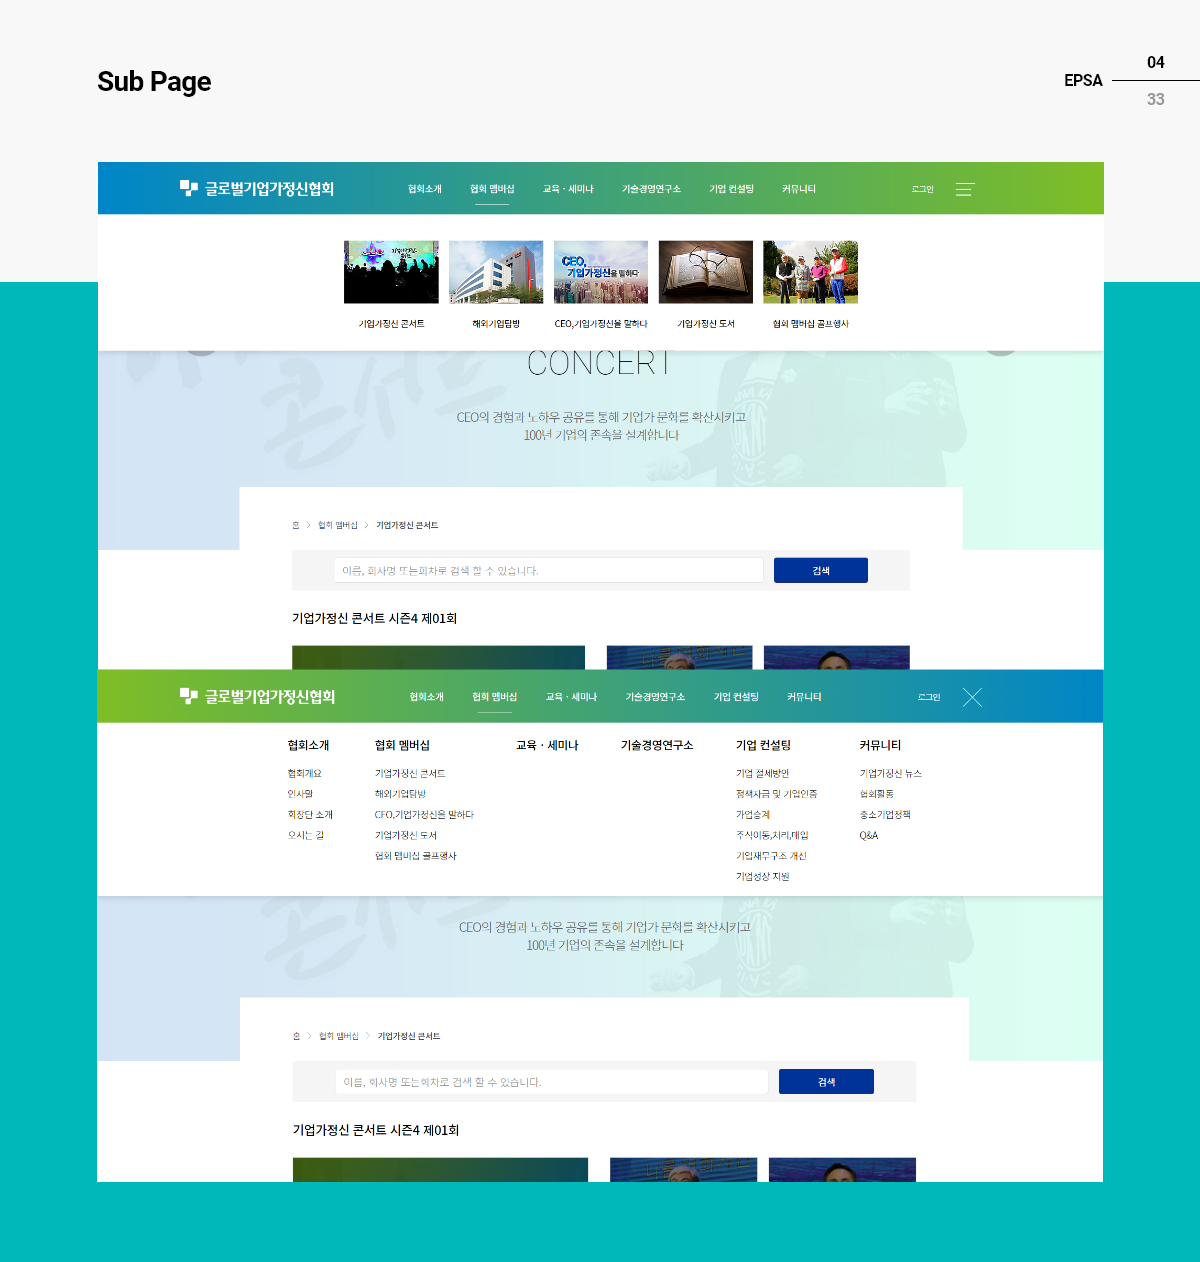 Sub Page
EPSA
04
33
글로벌기업가정신협회
협회소개 협회 멤버십 교육 · 세미나 기술경영연구소 기업 컨설팅 커뮤니티 로그인
CEO,
기업가정신을 말하다
기업가정신 콘서트 해외기업탐방 CEO,기업가정신을 말하다 기업가정신 도서 협회 멤버십 골프행사
콘서트
CONCERT
CEO의 경험과 노하우 공유를 통해 기업가 문화를 확산시키고
100년 기업의 존속을 설계합니다
홈 > 협회 멤버십 > 기업가정신 콘서트
이름, 회사명 또는회차로 검색 할 수 있습니다. 검색
기업가정신 콘서트 시즌4 제01회
글로벌기업가정신협회
협회소개 협회 멤버십 교육 · 세미나 기술경영연구소 기업 컨설팅 커뮤니티 로그인
협회소개 협회 멤버십 교육 · 세미나 기술경영연구소 기업 컨설팅 커뮤니티
협회개요 기업가정신 콘서트 기업 절세방안 기업가정신 뉴스
인사말 해외기업탐방 정책자금 및 기업인증 협회활동
회장단 소개 CEO,기업가정신을 말하다 가업승계 중소기업정책
오시는 길 기업가정신 도서 주식이동,처리,매입 Q&A
협회 멤버십 골프행사 기업재무구조 개선
기업성장 지원
콘서트
CEO의 경험과 노하우 공유를 통해 기업가 문화를 확산시키고
100년 기업의 존속을 설계합니다
홈 > 협회 멤버십 > 기업가정신 콘서트
이름, 회사명 또는회차로 검색 할 수 있습니다. 검색
기업가정신 콘서트 시즌4 제01회